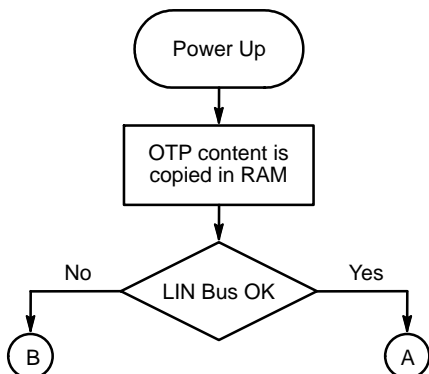 Power Up
OTP content is
copied in RAM
No
LIN Bus OK
Yes
B
A